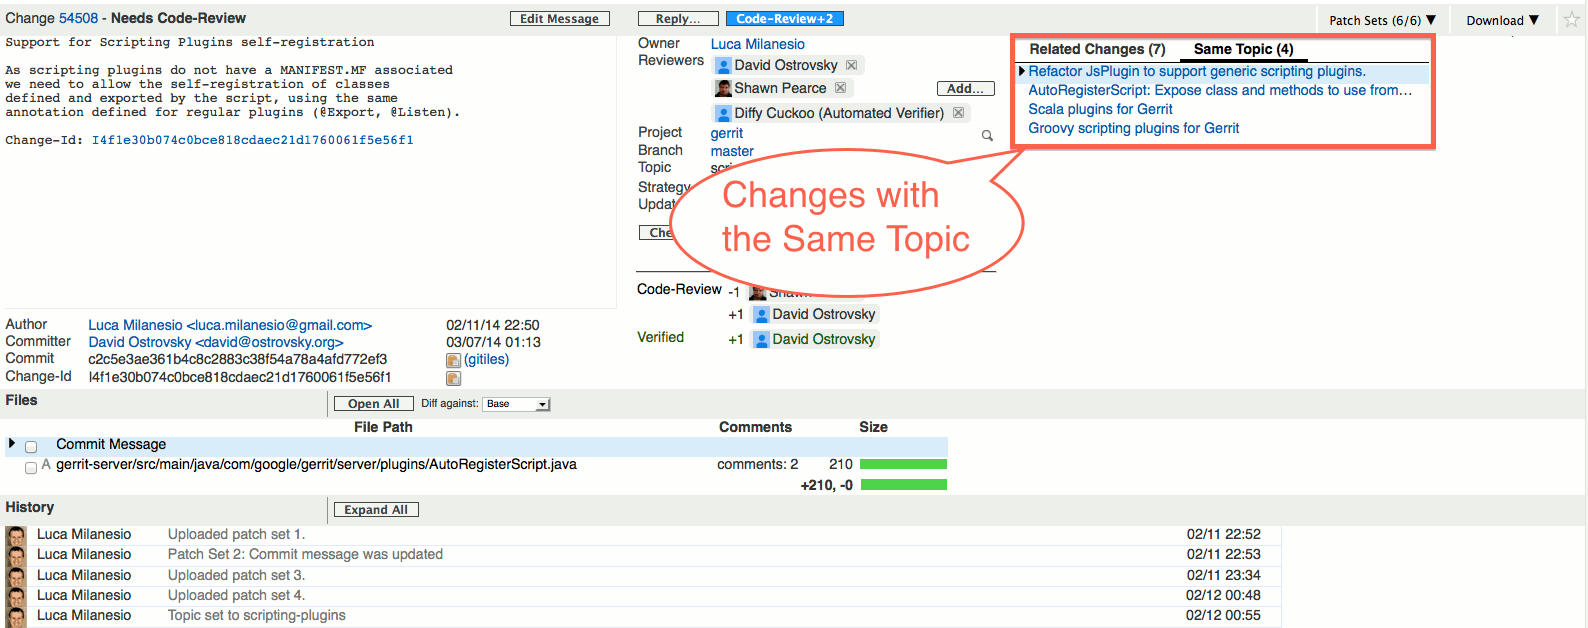 Change 54508 - Needs Code-Review
Edit Message
Reply...
Code-Review+2
Patch Sets (6/6) ▼
Download ▼
Support for Scripting Plugins self-registration
As scripting plugins do not have a MANIFEST.MF associated
we need to allow the self-registration of classes
defined and exported by the script, using the same
annotation defined for regular plugins (@Export, @Listen).
Change-Id: I4f1e30b074c0bce818cdaec21d1760061f5e56f1
Owner Luca Milanesio
Reviewers David Ostrovsky
Shawn Pearce
Add...
Diffy Cuckoo (Automated Verifier)
Project gerrit
Branch master
Topic
Strategy
Updat
Che
Related Changes (7) Same Topic (4)
Refactor JsPlugin to support generic scripting plugins.
AutoRegisterScript: Expose class and methods to use from...
Scala plugins for Gerrit
Groovy scripting plugins for Gerrit
Changes with
the Same Topic
Code-Review -1 Shawn
+1 David Ostrovsky
Verified +1 David Ostrovsky
Author Luca Milanesio <luca.milanesio@gmail.com> 02/11/14 22:50
Committer David Ostrovsky <david@ostrovsky.org> 03/07/14 01:13
Commit c2c5e3ae361b4c8c2883c38f54a78a4afd772ef3 (gitiles)
Change-Id I4f1e30b074c0bce818cdaec21d1760061f5e56f1
Files Open All Diff against: Base
File Path Comments Size
Commit Message
A gerrit-server/src/main/java/com/google/gerrit/server/plugins/AutoRegisterScript.java comments: 2 210
+210, -0
History Expand All
Luca Milanesio Uploaded patch set 1. 02/11 22:52
Luca Milanesio Patch Set 2: Commit message was updated 02/11 22:53
Luca Milanesio Uploaded patch set 3. 02/11 23:34
Luca Milanesio Uploaded patch set 4. 02/12 00:48
Luca Milanesio Topic set to scripting-plugins 02/12 00:55